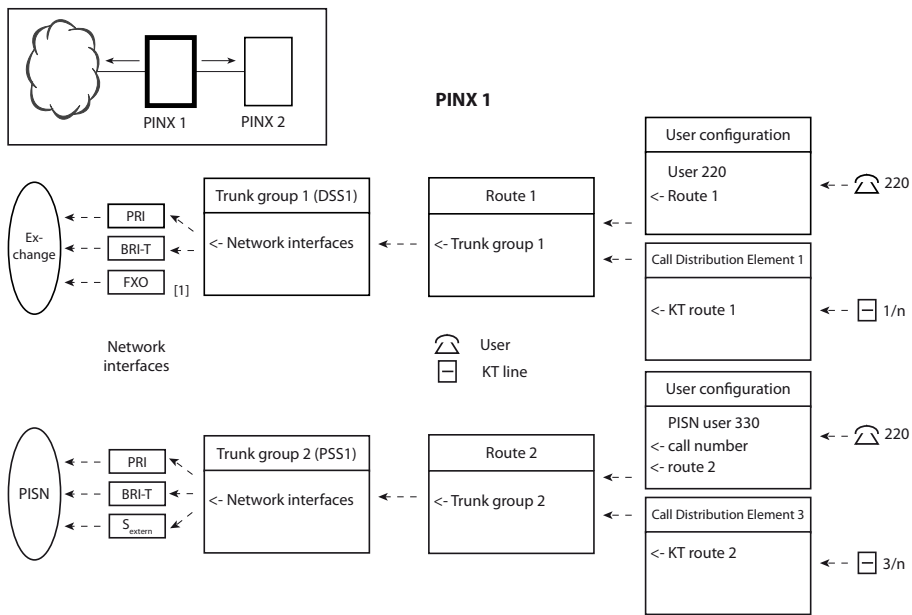 PINX 1
PINX 2
PINX 1
User configuration
User 220
<- Route 1
220
Trunk group 1 (DSS1)
<- Network interfaces
Route 1
<- Trunk group 1
PRI
BRI-T
FXO
[1]
Ex-
change
Call Distribution Element 1
<- KT route 1
1/n
Network
interfaces
User
KT line
User configuration
PISN user 330
<- call number
<- route 2
220
Trunk group 2 (PSS1)
<- Network interfaces
Route 2
<- Trunk group 2
PRI
BRI-T
Sextern
PISN
Call Distribution Element 3
<- KT route 2
3/n